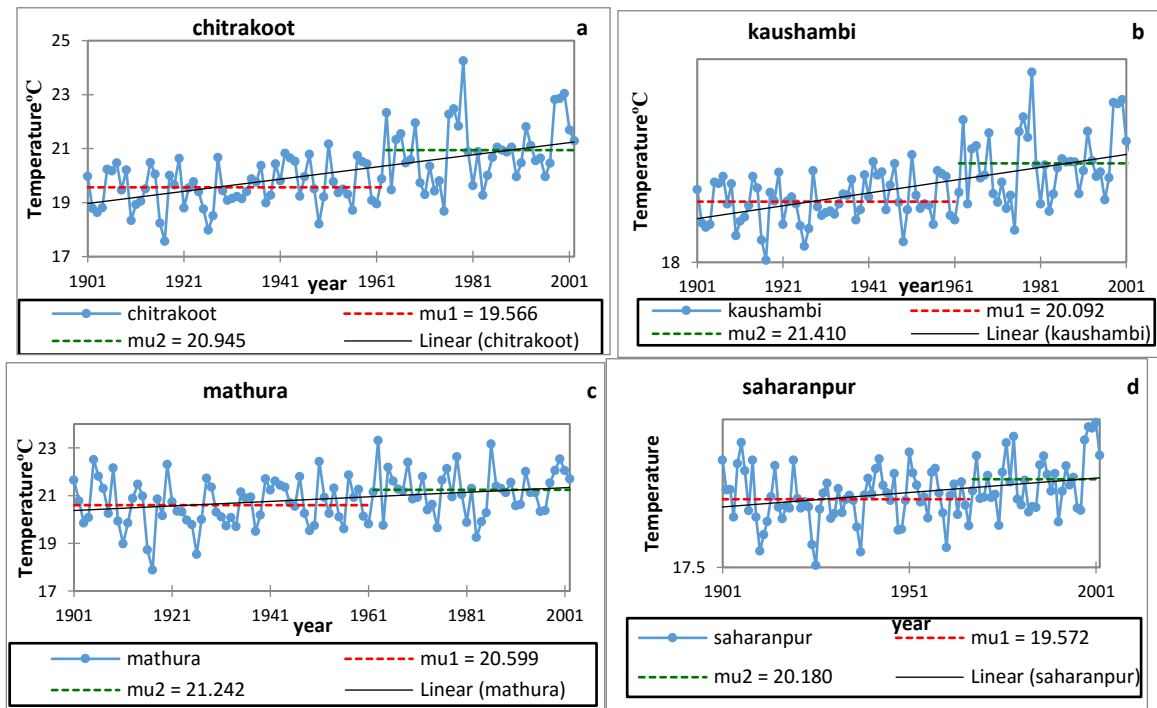 chitrakoot
a
Temperature°C
25
23
21
19
17
1901 1921 1941 1961 1981 2001
year
chitrakoot mu1 = 19.566
mu2 = 20.945 Linear (chitrakoot)
kaushambi
b
Temperature°C
18
1901 1921 1941 1961 1981 2001
year
kaushambi mu1 = 20.092
mu2 = 21.410 Linear (kaushambi)
mathura
c
Temperature°C
23
21
19
17
1901 1921 1941 1961 1981 2001
year
mathura mu1 = 20.599
mu2 = 21.242 Linear (mathura)
saharanpur
d
Temperature
17.5
1901 1951 2001
year
saharanpur mu1 = 19.572
mu2 = 20.180 Linear (saharanpur)